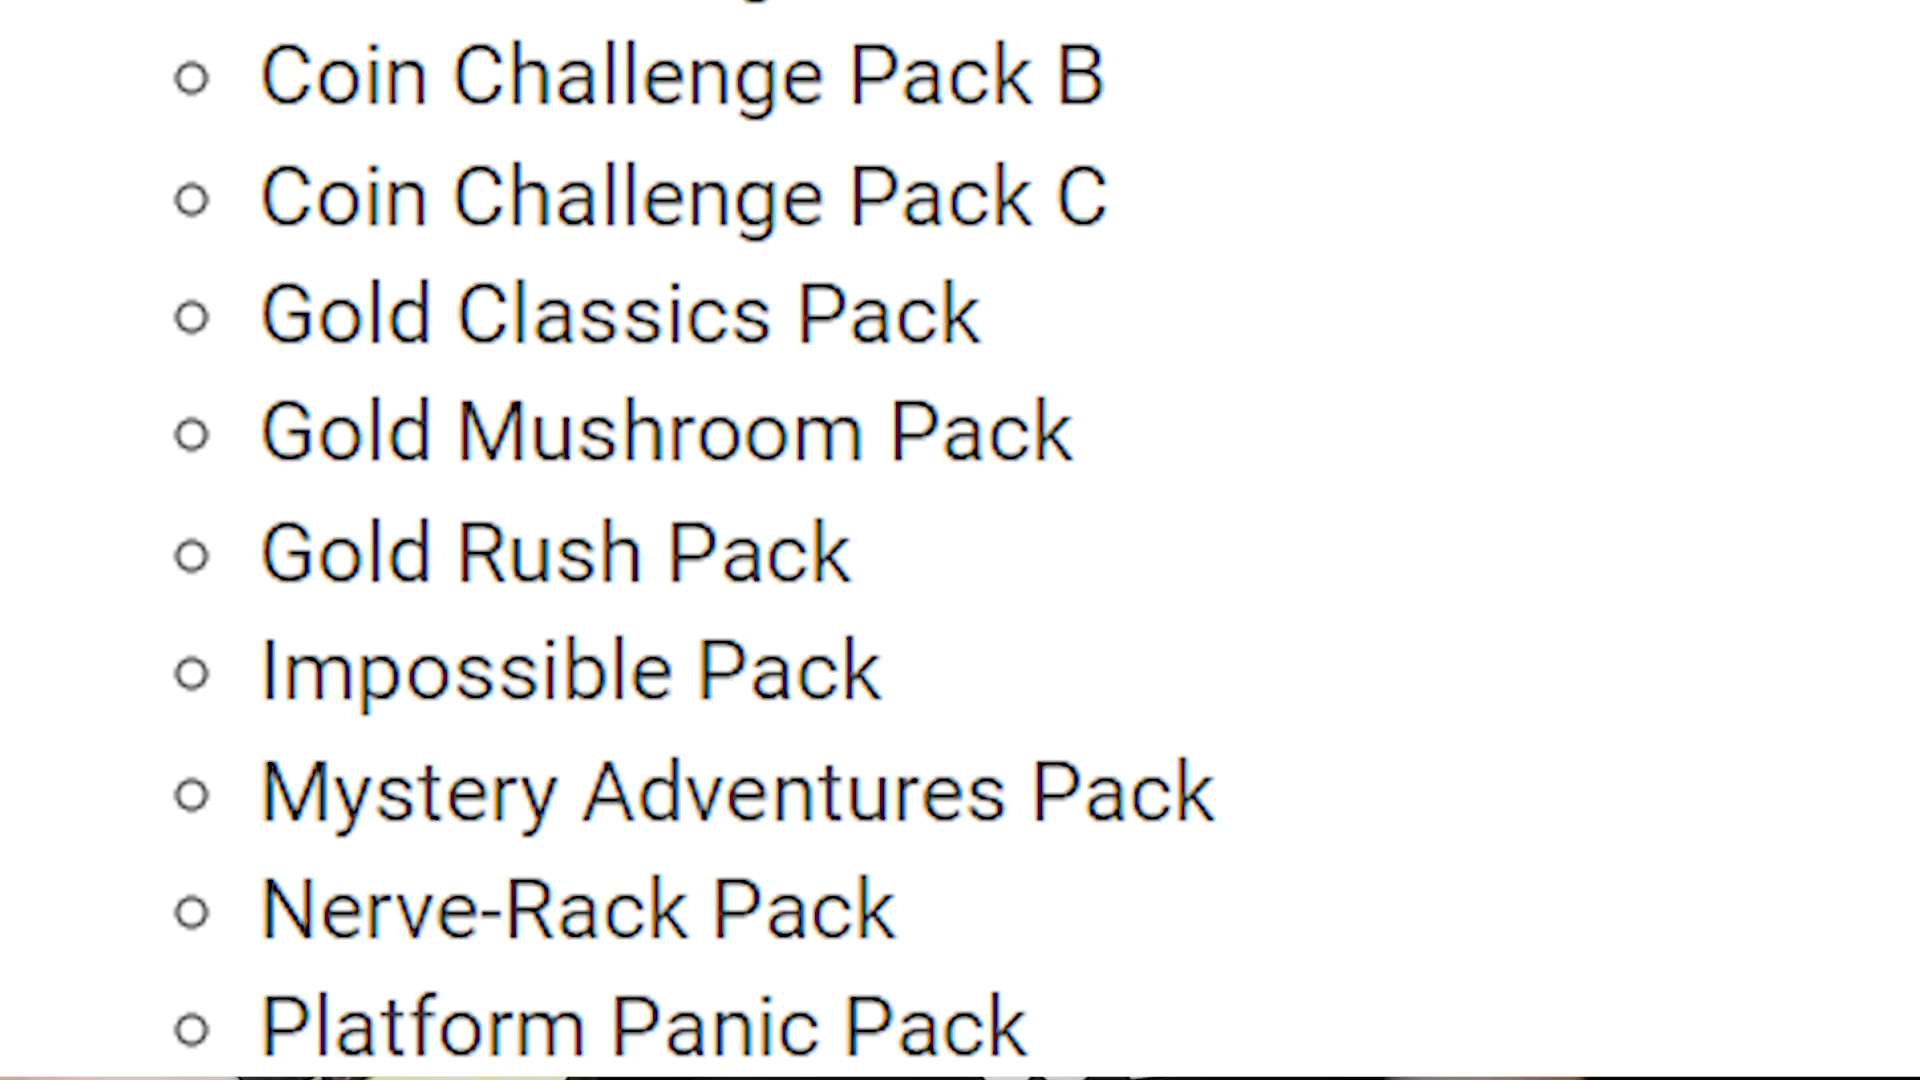 Coin Challenge Pack B
Coin Challenge Pack C
Gold Classics Pack
Gold Mushroom Pack
Gold Rush Pack
Impossible Pack
Mystery Adventures Pack
Nerve-Rack Pack
Platform Panic Pack